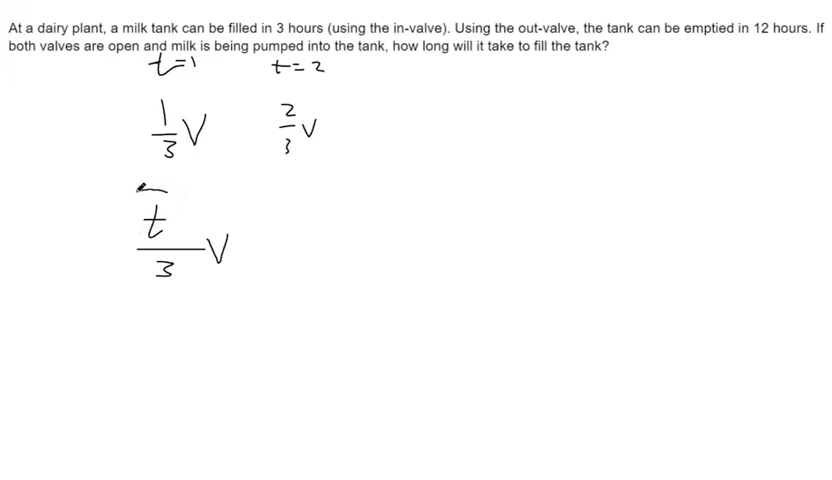 At a dairy plant, a milk tank can be filled in 3 hours (using the in-valve). Using the out-valve, the tank can be emptied in 12 hours. If
both valves are open and milk is being pumped into the tank, how long will it take to fill the tank?
t=1 t=2
1/3 V 2/3 V
t/3 V